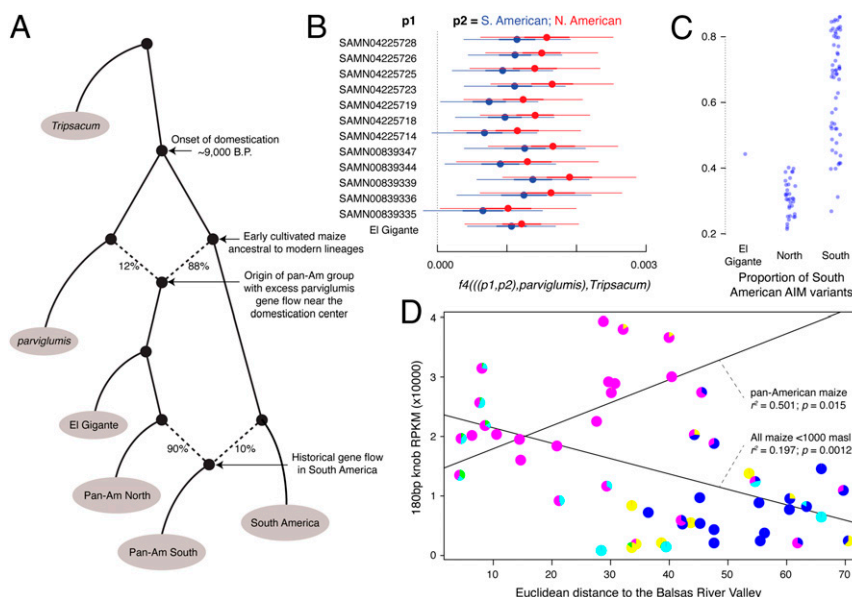 A
Tripsacum
Onset of domestication
~9,000 B.P.
Early cultivated maize
ancestral to modern lineages
12%
88%
Origin of pan-Am group
with excess parviglumis
gene flow near the
domestication center
parviglumis
El Gigante
90%
10%
Historical gene flow
in South America
Pan-Am North
South America
Pan-Am South
B
p1
p2 = S. American; N. American
SAMN04225728
SAMN04225726
SAMN04225725
SAMN04225723
SAMN04225719
SAMN04225718
SAMN04225714
SAMN00839347
SAMN00839344
SAMN00839339
SAMN00839336
SAMN00839335
El Gigante
0.000
0.003
f4(((p1,p2),parviglumis),Tripsacum)
C
0.8
0.6
0.4
0.2
El
Gigante
North
South
Proportion of South
American AIM variants
D
180bp knob RPKM (x10000)
4
3
2
1
0
pan-American maize
r² = 0.501; p = 0.015
All maize <1000 masl
r² = 0.197; p = 0.0012
10
20
30
40
50
60
70
Euclidean distance to the Balsas River Valley